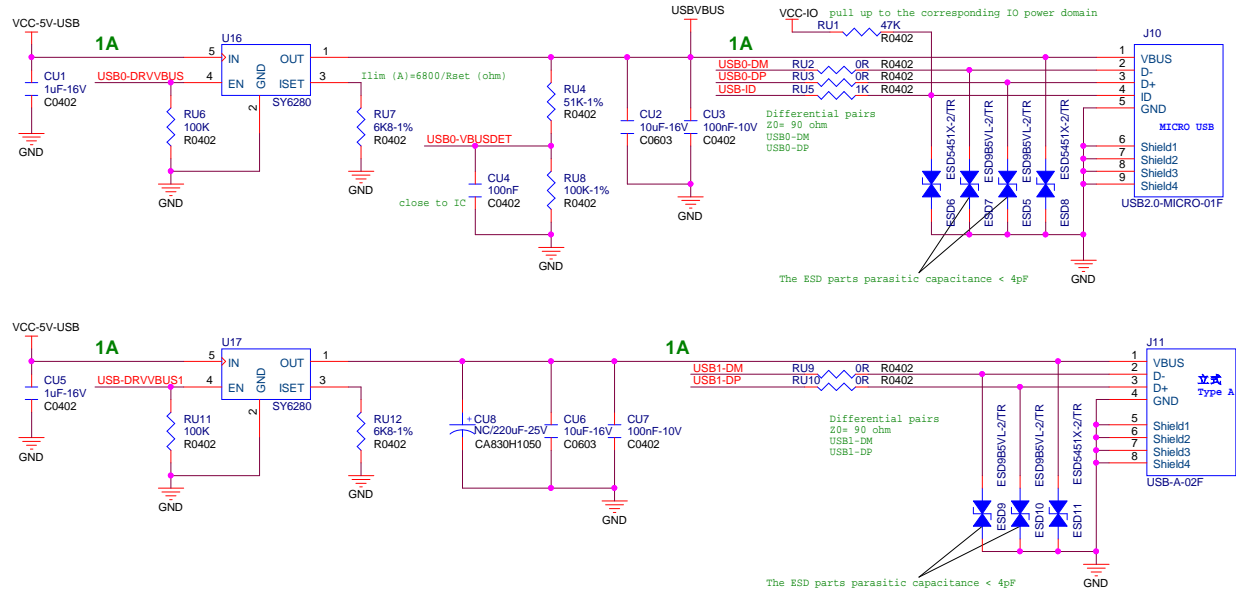 VCC-5V-USB
1A
U16
5
IN
OUT
1
USB0-DRVVBUS
4
EN
GND
ISET
3
2
SY6280
CU1
1uF-16V
C0402
GND
RU6
100K
R0402
GND
Ilim (A)=6800/Rset (ohm)
RU7
6K8-1%
R0402
GND
USB0-VBUSDET
CU4
100nF
C0402
close to IC
RU4
51K-1%
R0402
RU8
100K-1%
R0402
GND
USBVBUS
CU2
10uF-16V
C0603
CU3
100nF-10V
C0402
GND
1A
VCC-IO
pull up to the corresponding IO power domain
RU1
47K
R0402
USB0-DM
RU2
0R
R0402
USB0-DP
RU3
0R
R0402
USB-ID
RU5
1K
R0402
Differential pairs
Z0= 90 ohm
USB0-DM
USB0-DP
ESD5451X-2/TR
ESD9B5VL-2/TR
ESD9B5VL-2/TR
ESD5451X-2/TR
ESD6
ESD7
ESD5
ESD8
The ESD parts parasitic capacitance < 4pF
J10
1
VBUS
2
D-
3
D+
4
ID
5
GND
MICRO USB
6
Shield1
7
Shield2
8
Shield3
9
Shield4
USB2.0-MICRO-01F
GND
VCC-5V-USB
1A
U17
5
IN
OUT
1
USB-DRVVBUS1
4
EN
GND
ISET
3
2
SY6280
CU5
1uF-16V
C0402
GND
RU11
100K
R0402
GND
RU12
6K8-1%
R0402
GND
+
CU8
NC/220uF-25V
CA830H1050
CU6
10uF-16V
C0603
CU7
100nF-10V
C0402
GND
1A
USB1-DM
RU9
0R
R0402
USB1-DP
RU10
0R
R0402
Differential pairs
Z0= 90 ohm
USB1-DM
USB1-DP
ESD9B5VL-2/TR
ESD9B5VL-2/TR
ESD5451X-2/TR
ESD9
ESD10
ESD11
The ESD parts parasitic capacitance < 4pF
J11
1
VBUS
2
D-
3
D+
4
GND
立式
Type A
5
Shield1
6
Shield2
7
Shield3
8
Shield4
USB-A-02F
GND